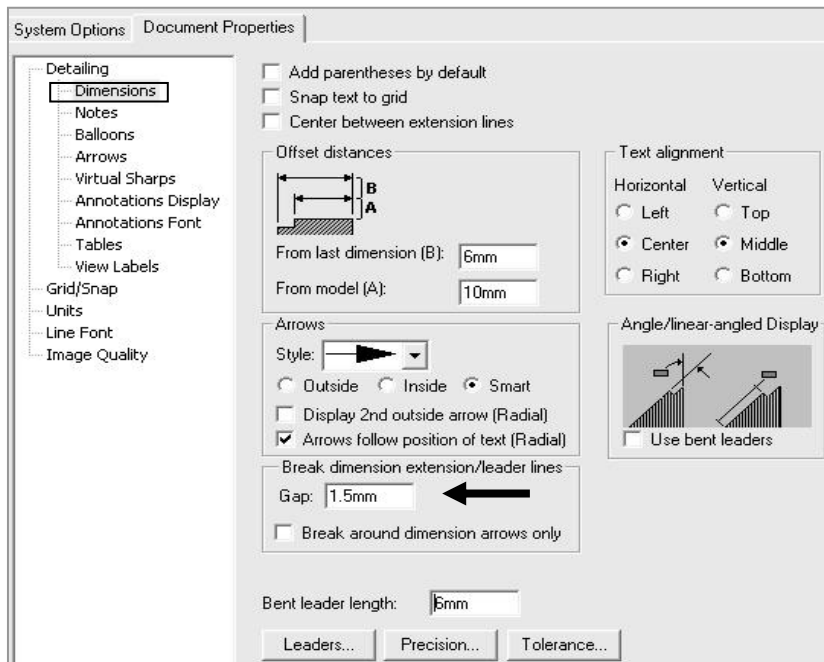 System Options
Document Properties
Detailing
Dimensions
Notes
Balloons
Arrows
Virtual Sharps
Annotations Display
Annotations Font
Tables
View Labels
Grid/Snap
Units
Line Font
Image Quality
Add parentheses by default
Snap text to grid
Center between extension lines
Offset distances
B
A
From last dimension (B): 6mm
From model (A): 10mm
Text alignment
Horizontal Vertical
Left Top
Center Middle
Right Bottom
Arrows
Style:
Outside Inside Smart
Display 2nd outside arrow (Radial)
Arrows follow position of text (Radial)
Angle/linear-angled Display
Use bent leaders
Break dimension extension/leader lines
Gap: 1.5mm
Break around dimension arrows only
Bent leader length: 6mm
Leaders... Precision... Tolerance...